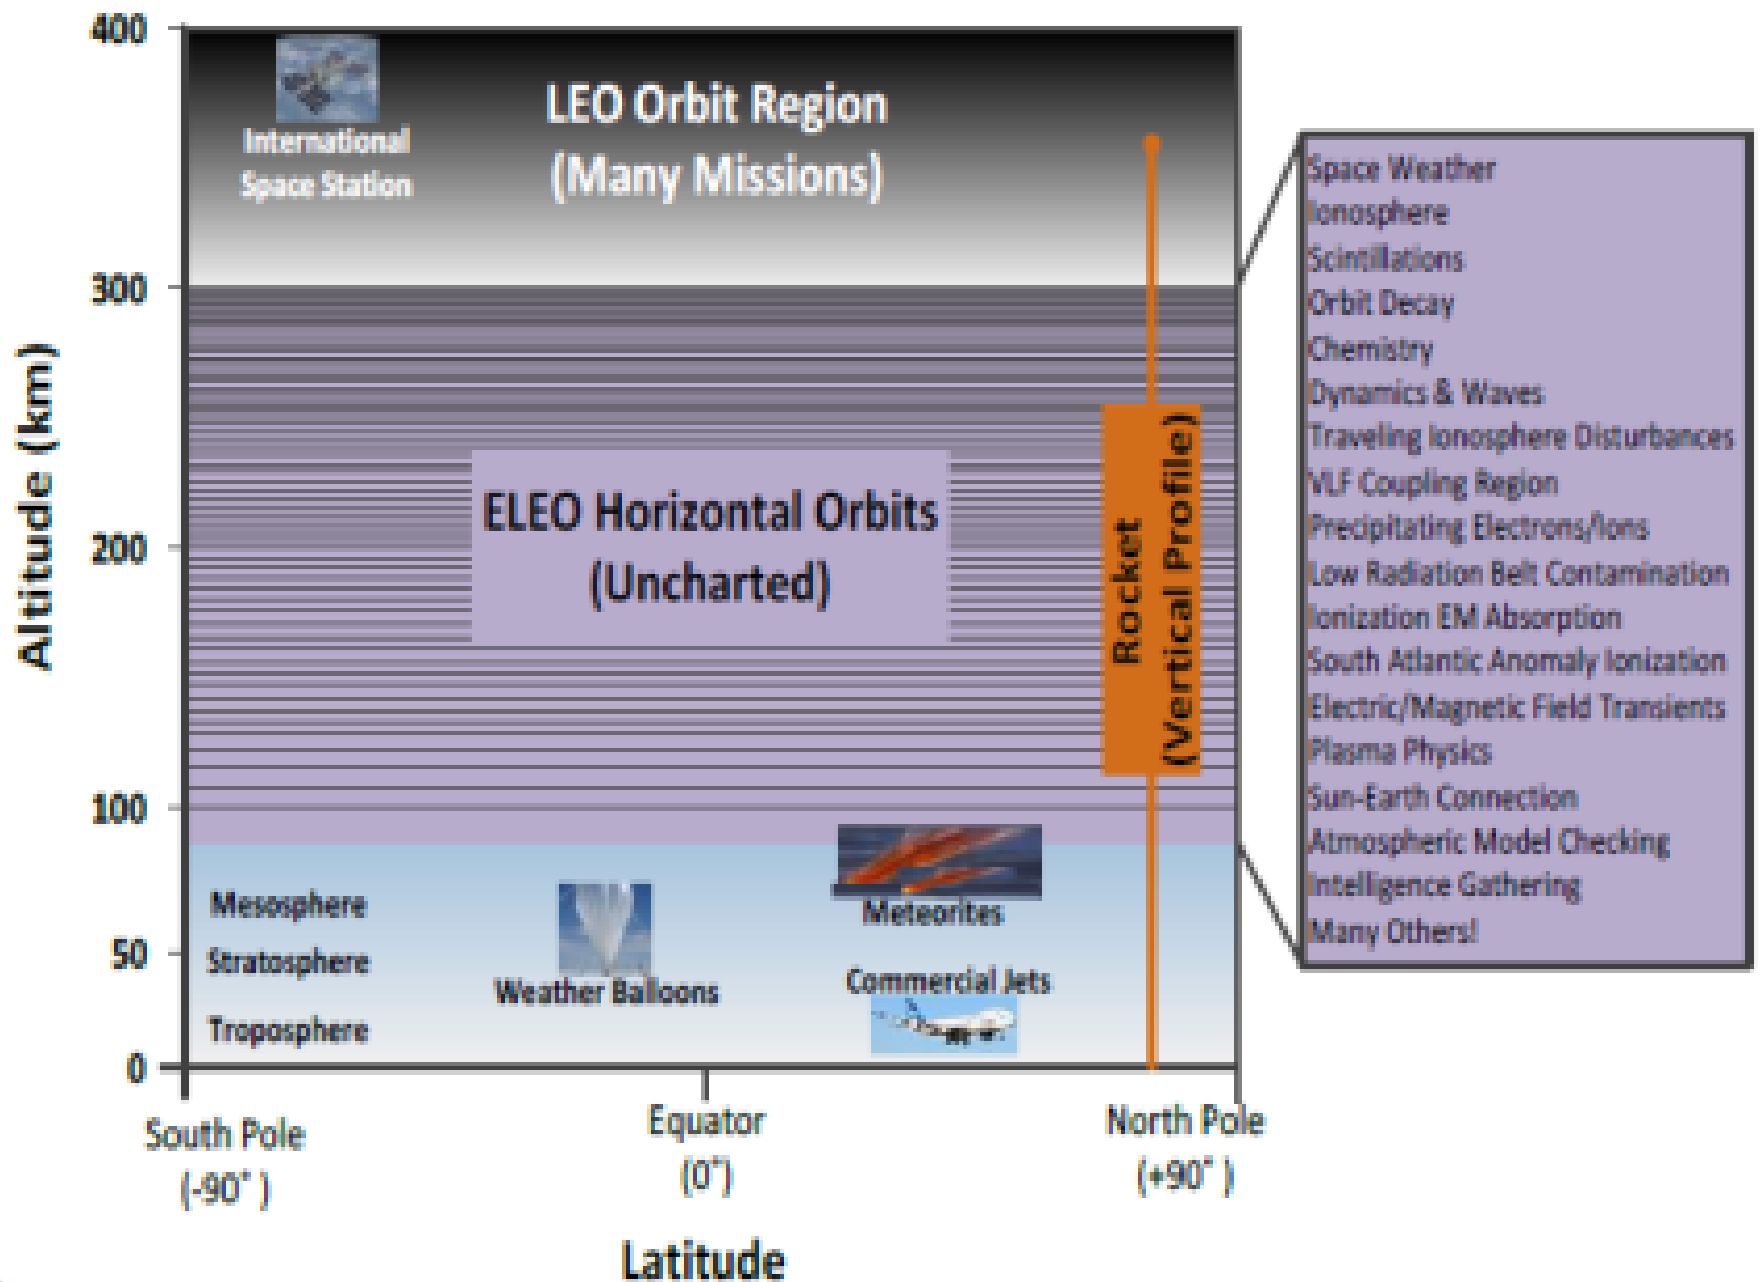 400
300
200
100
50
0
Altitude (km)
International
Space Station
LEO Orbit Region
(Many Missions)
ELEO Horizontal Orbits
(Uncharted)
Rocket
(Vertical Profile)
Mesosphere
Stratosphere
Troposphere
Weather Balloons
Meteorites
Commercial Jets
South Pole
(-90° )
Equator
(0°)
North Pole
(+90° )
Latitude
Space Weather
Ionosphere
Scintillations
Orbit Decay
Chemistry
Dynamics & Waves
Traveling Ionosphere Disturbances
VLF Coupling Region
Precipitating Electrons/Ions
Low Radiation Belt Contamination
Ionization EM Absorption
South Atlantic Anomaly Ionization
Electric/Magnetic Field Transients
Plasma Physics
Sun-Earth Connection
Atmospheric Model Checking
Intelligence Gathering
Many Others!